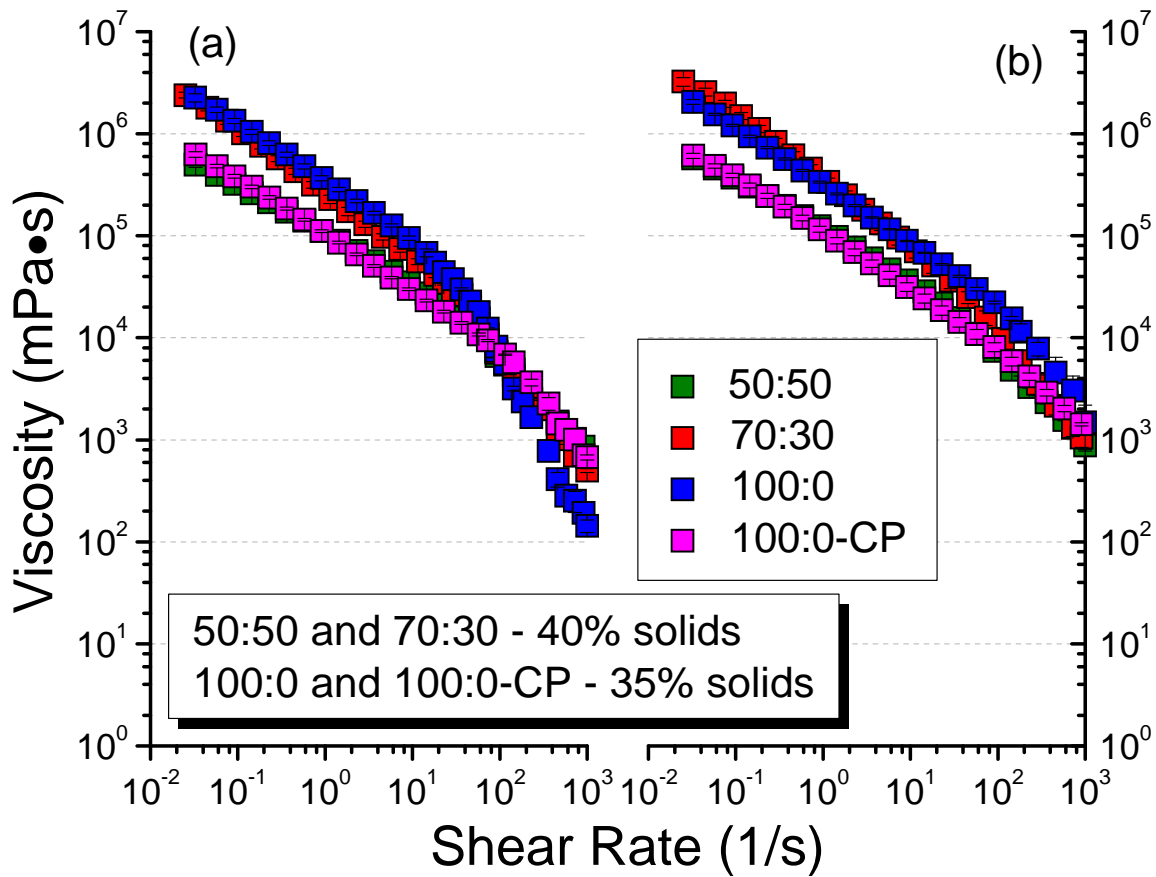 (a)
(b)
10^7
10^6
10^5
10^4
10^3
10^2
10^1
10^0
10^7
10^6
10^5
10^4
10^3
10^2
10^1
10^0
Viscosity (mPa•s)
50:50
70:30
100:0
100:0-CP
50:50 and 70:30 - 40% solids
100:0 and 100:0-CP - 35% solids
10^-2 10^-1 10^0 10^1 10^2 10^3 10^-2 10^-1 10^0 10^1 10^2 10^3
Shear Rate (1/s)